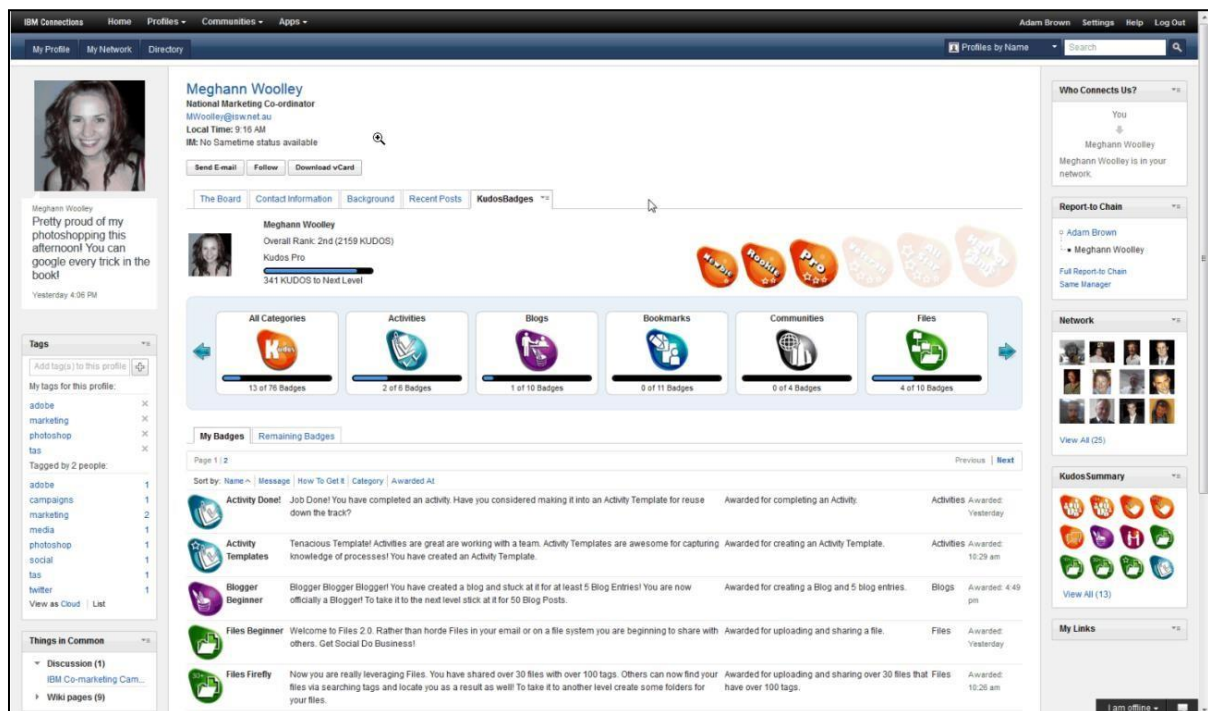 IBM Connections Home Profiles Communities Apps Adam Brown Settings Help Log Out
My Profile My Network Directory Profiles by Name Search
Meghann Woolley
National Marketing Co-ordinator
MWoolley@isw.net.au
Local Time: 9:16 AM
IM: No Sametime status available
Send E-mail Follow Download vCard
Meghann Woolley
Pretty proud of my
photoshopping this
afternoon! You can
google every trick in the
book!
Yesterday 4:06 PM
Tags
Add tag(s) to this profile
My tags for this profile:
adobe
marketing
photoshop
tas
Tagged by 2 people:
adobe 1
campaigns 1
marketing 2
media 1
photoshop 1
social 1
tas 1
twitter 1
View as Cloud | List
Things in Common
Discussion (1)
IBM Co-marketing Cam...
Wiki pages (9)
The Board Contact Information Background Recent Posts KudosBadges
Meghann Woolley
Overall Rank: 2nd (2159 KUDOS)
Kudos Pro
341 KUDOS to Next Level
Newbie Rookie Pro
All Categories Activities Blogs Bookmarks Communities Files
Kudos
13 of 76 Badges 2 of 6 Badges 1 of 10 Badges 0 of 11 Badges 0 of 4 Badges 4 of 10 Badges
My Badges Remaining Badges
Page 1 | 2 Previous | Next
Sort by: Name Message How To Get It Category Awarded At
Activity Done! Job Done! You have completed an activity. Have you considered making it into an Activity Template for reuse Awarded for completing an Activity. Activities Awarded:
down the track? Yesterday
Activity Tenacious Template! Activities are great are working with a team. Activity Templates are awesome for capturing Awarded for creating an Activity Template. Activities Awarded:
Templates knowledge of processes! You have created an Activity Template. 10:29 am
Blogger Blogger Blogger Blogger! You have created a blog and stuck at it for at least 5 Blog Entries! You are now Awarded for creating a Blog and 5 blog entries. Blogs Awarded: 4:49
Beginner officially a Blogger! To take it to the next level stick at it for 50 Blog Posts. pm
Files Beginner Welcome to Files 2.0. Rather than horde Files in your email or on a file system you are beginning to share with Awarded for uploading and sharing a file. Files Awarded:
others. Get Social Do Business! Yesterday
Files Firefly Now you are really leveraging Files. You have shared over 30 files with over 100 tags. Others can now find your Awarded for uploading and sharing over 30 files that Files Awarded:
files via searching tags and locate you as a result as well! To take it to another level create some folders for have over 100 tags. 10:26 am
your files.
Who Connects Us?
You
Meghann Woolley
Meghann Woolley is in your
network.
Report-to Chain
Adam Brown
Meghann Woolley
Full Report-to Chain
Same Manager
Network
View All (25)
KudosSummary
View All (13)
My Links
I am offline